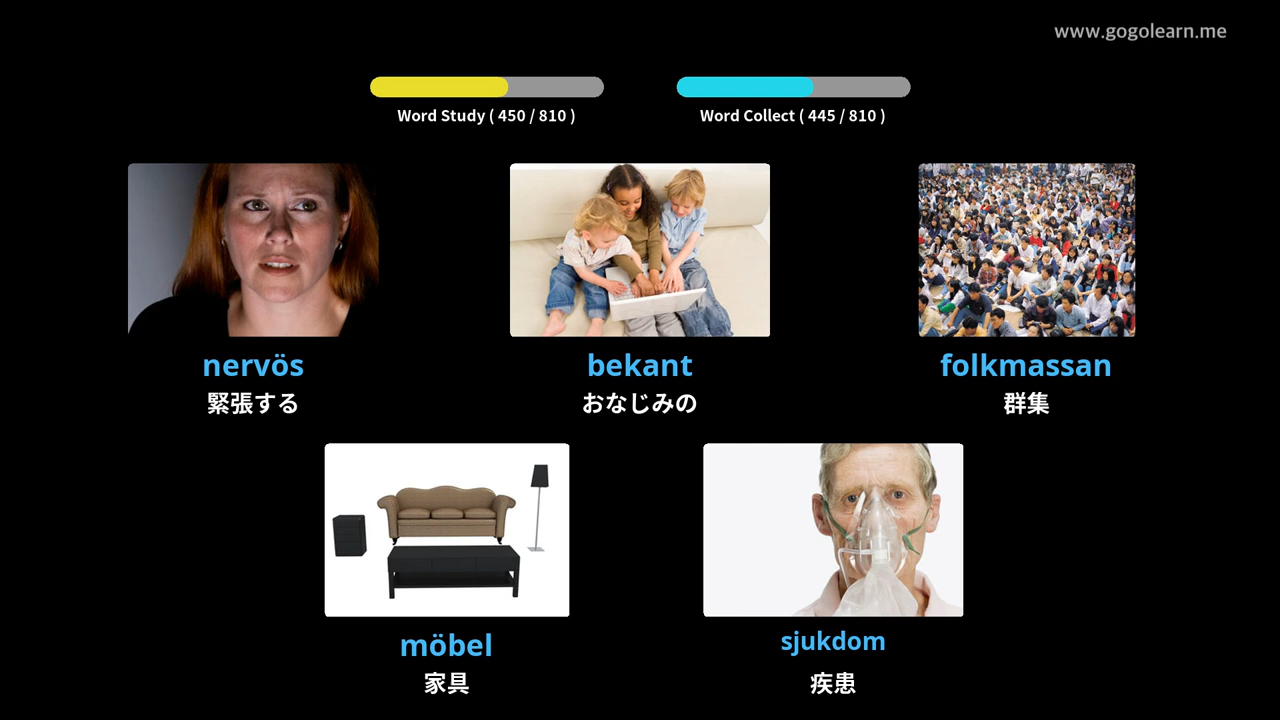 www.gogolearn.me
Word Study ( 450 / 810 )
Word Collect ( 445 / 810 )
nervös
緊張する
bekant
おなじみの
folkmassan
群集
möbel
家具
sjukdom
疾患